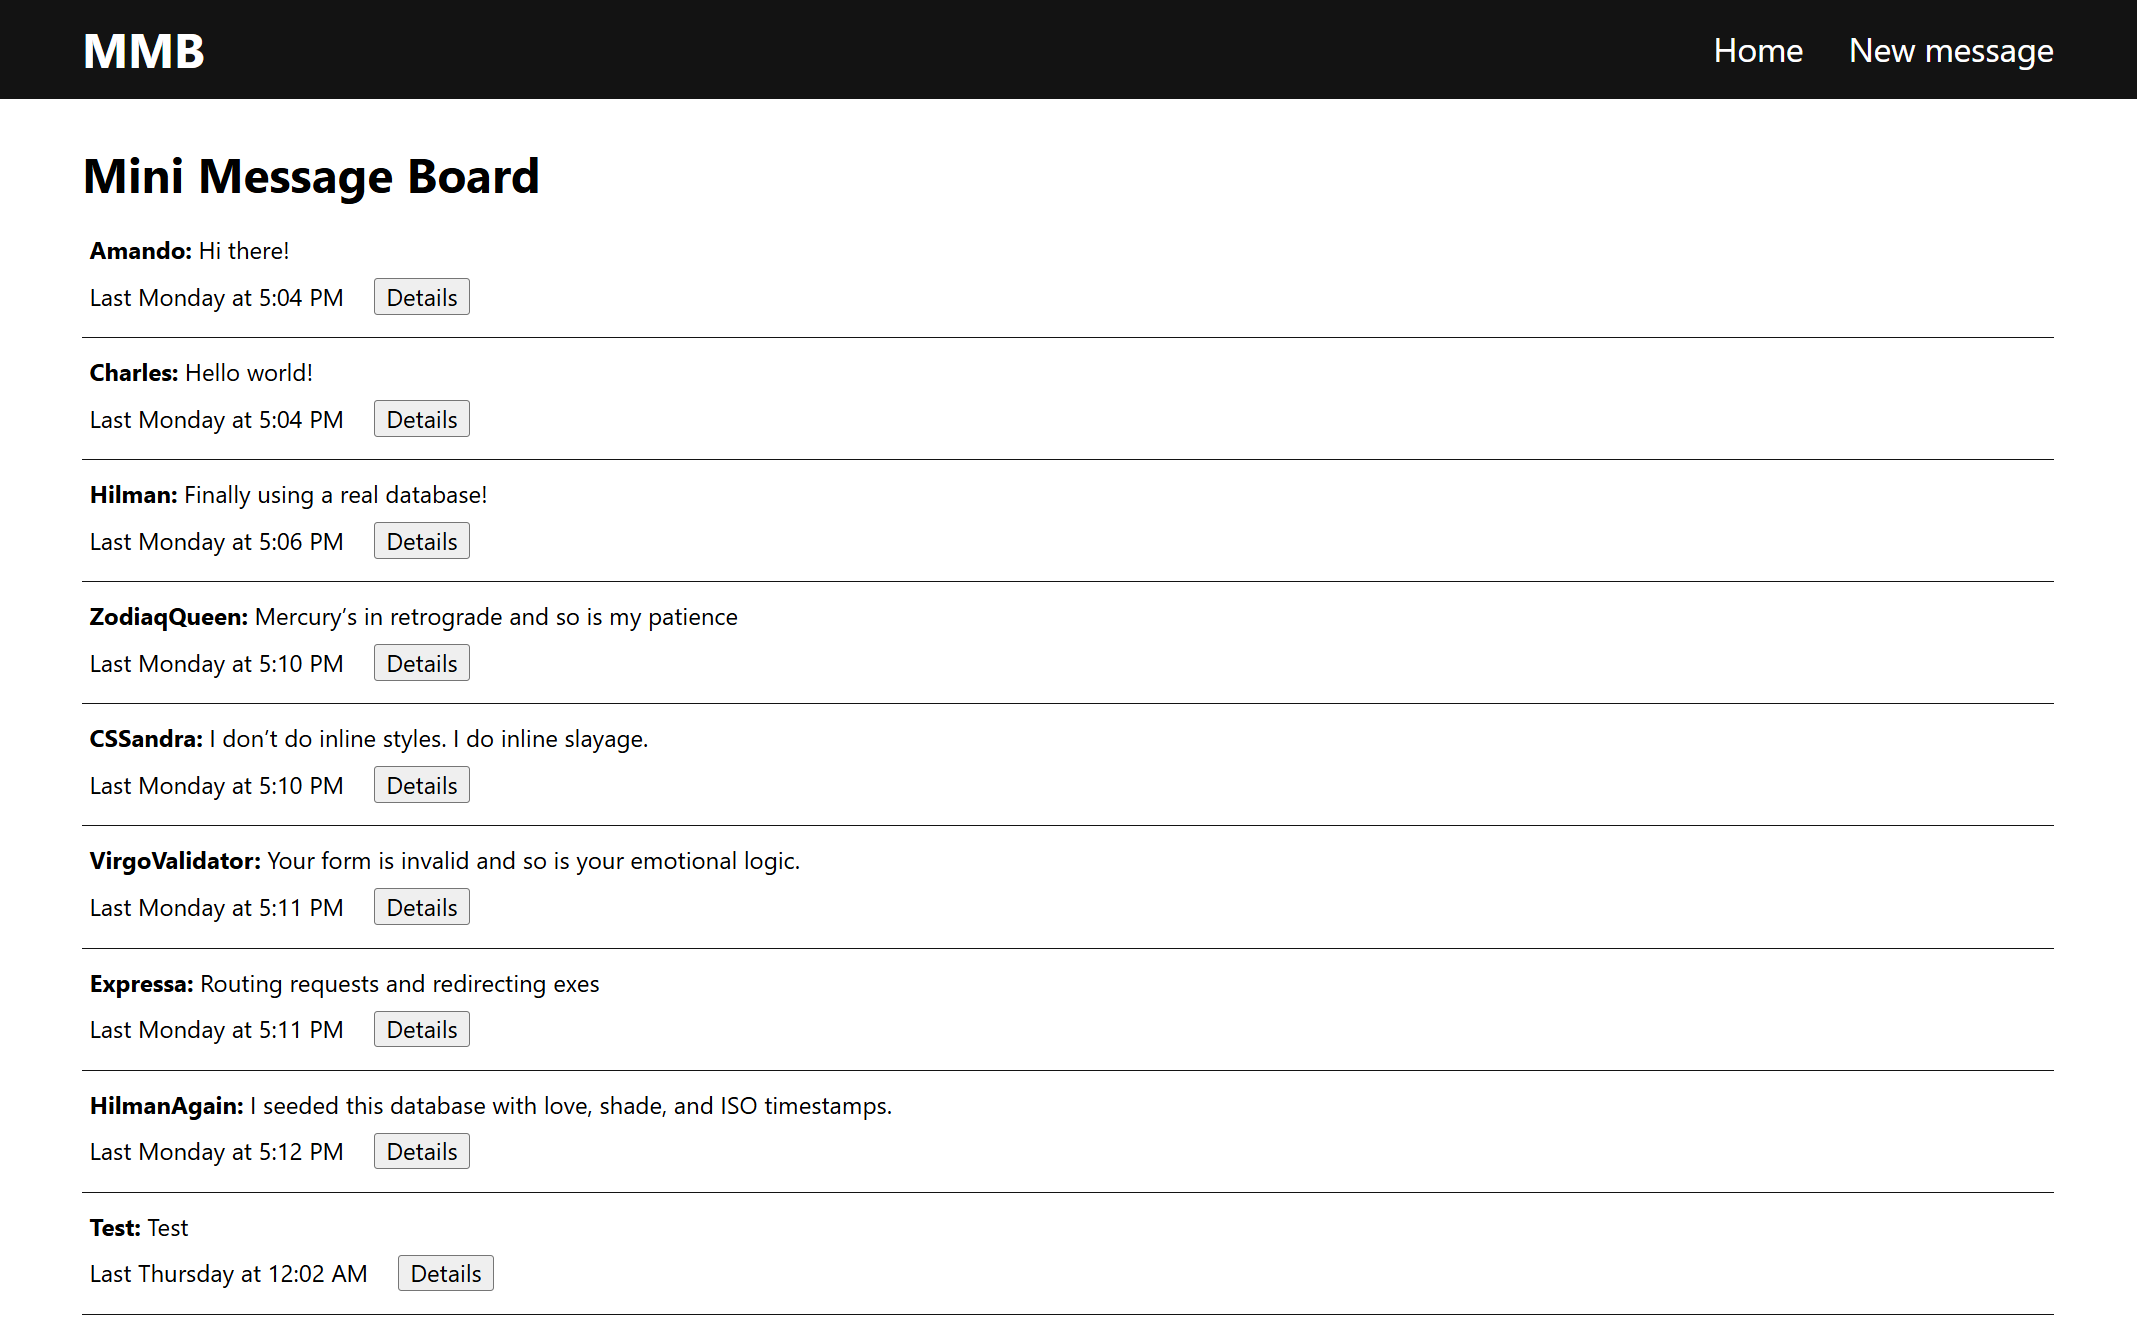 MMB Home New message
Mini Message Board
Amando: Hi there!
Last Monday at 5:04 PM Details
Charles: Hello world!
Last Monday at 5:04 PM Details
Hilman: Finally using a real database!
Last Monday at 5:06 PM Details
ZodiaqQueen: Mercury’s in retrograde and so is my patience
Last Monday at 5:10 PM Details
CSSandra: I don’t do inline styles. I do inline slayage.
Last Monday at 5:10 PM Details
VirgoValidator: Your form is invalid and so is your emotional logic.
Last Monday at 5:11 PM Details
Expressa: Routing requests and redirecting exes
Last Monday at 5:11 PM Details
HilmanAgain: I seeded this database with love, shade, and ISO timestamps.
Last Monday at 5:12 PM Details
Test: Test
Last Thursday at 12:02 AM Details